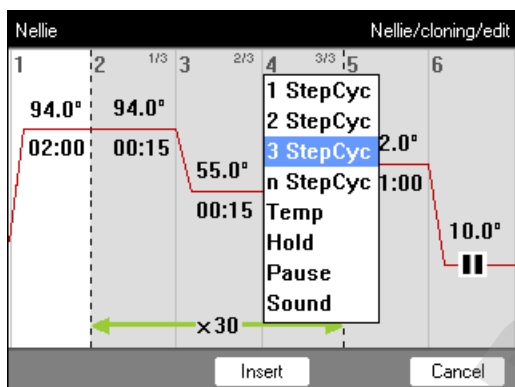 Nellie Nellie/cloning/edit
1 2 1/3 3 2/3 4 3/3 5 6
94.0° 94.0°
02:00 00:15
55.0°
00:15
1 StepCyc
2 StepCyc
3 StepCyc
n StepCyc
Temp
Hold
Pause
Sound
2.0°
1:00
10.0°
×30
Insert Cancel